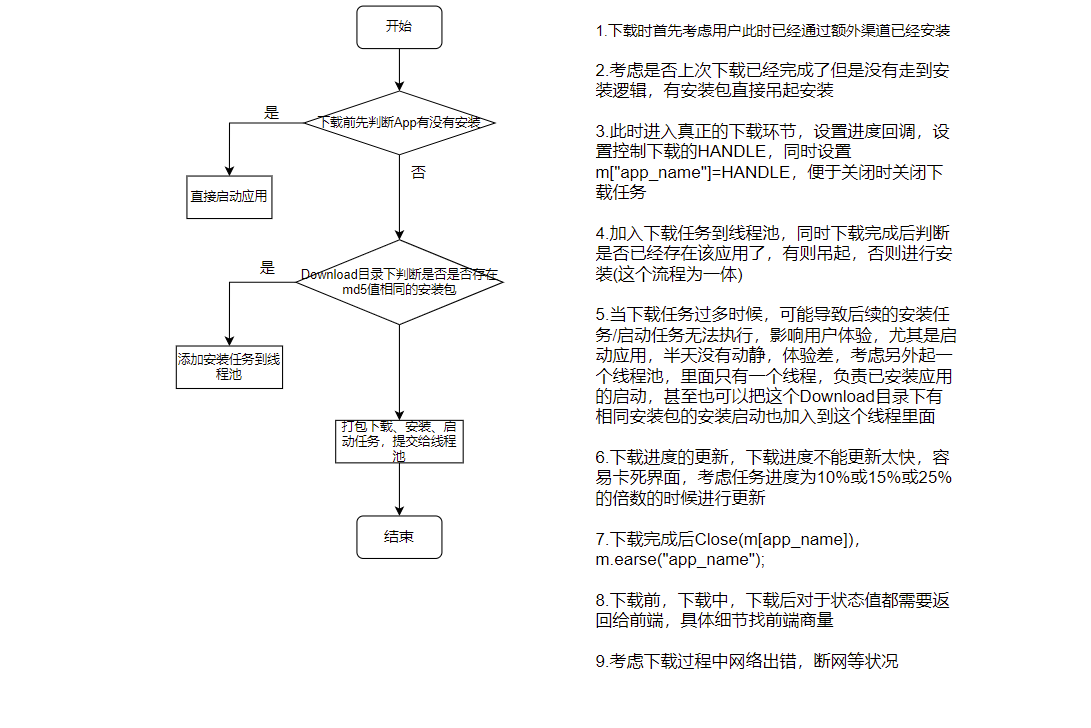 开始
下载前先判断App有没有安装
是
否
直接启动应用
Download目录下判断是否是否存在
md5值相同的安装包
是
添加安装任务到线
程池
打包下载、安装、启
动任务，提交给线程
池
结束
1.下载时首先考虑用户此时已经通过额外渠道已经安装
2.考虑是否上次下载已经完成了但是没有走到安
装逻辑，有安装包直接吊起安装
3.此时进入真正的下载环节，设置进度回调，设
置控制下载的HANDLE，同时设置
m["app_name"]=HANDLE，便于关闭时关闭下
载任务
4.加入下载任务到线程池，同时下载完成后判断
是否已经存在该应用了，有则吊起，否则进行安
装(这个流程为一体)
5.当下载任务过多时候，可能导致后续的安装任
务/启动任务无法执行，影响用户体验，尤其是启
动应用，半天没有动静，体验差，考虑另外起一
个线程池，里面只有一个线程，负责已安装应用
的启动，甚至也可以把这个Download目录下有
相同安装包的安装启动也加入到这个线程里面
6.下载进度的更新，下载进度不能更新太快，容
易卡死界面，考虑任务进度为10%或15%或25%
的倍数的时候进行更新
7.下载完成后Close(m[app_name])，
m.earse("app_name");
8.下载前，下载中，下载后对于状态值都需要返
回给前端，具体细节找前端商量
9.考虑下载过程中网络出错，断网等状况